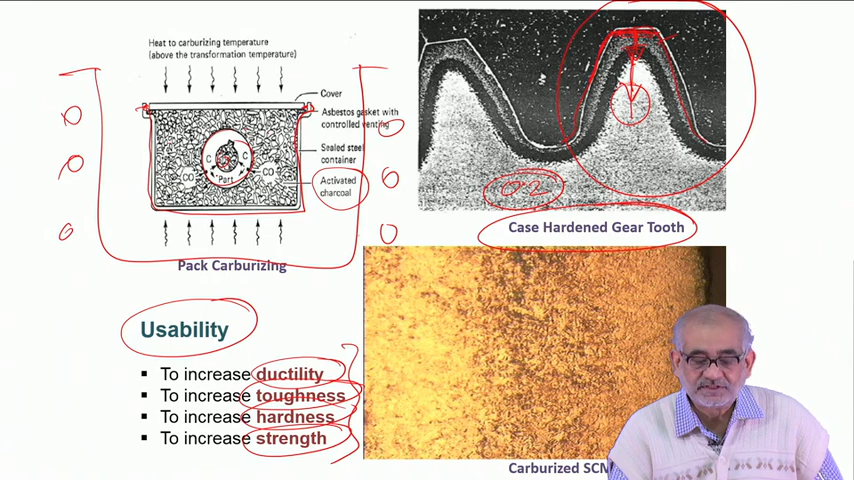 Heat to carburizing temperature
(above the transformation temperature)
Cover
Asbestos gasket with
controlled venting
Sealed steel
container
Activated
charcoal
C
C
CO
CO
Part
Pack Carburizing
0.2
Case Hardened Gear Tooth
Usability
▪ To increase ductility
▪ To increase toughness
▪ To increase hardness
▪ To increase strength
Carburized SCM